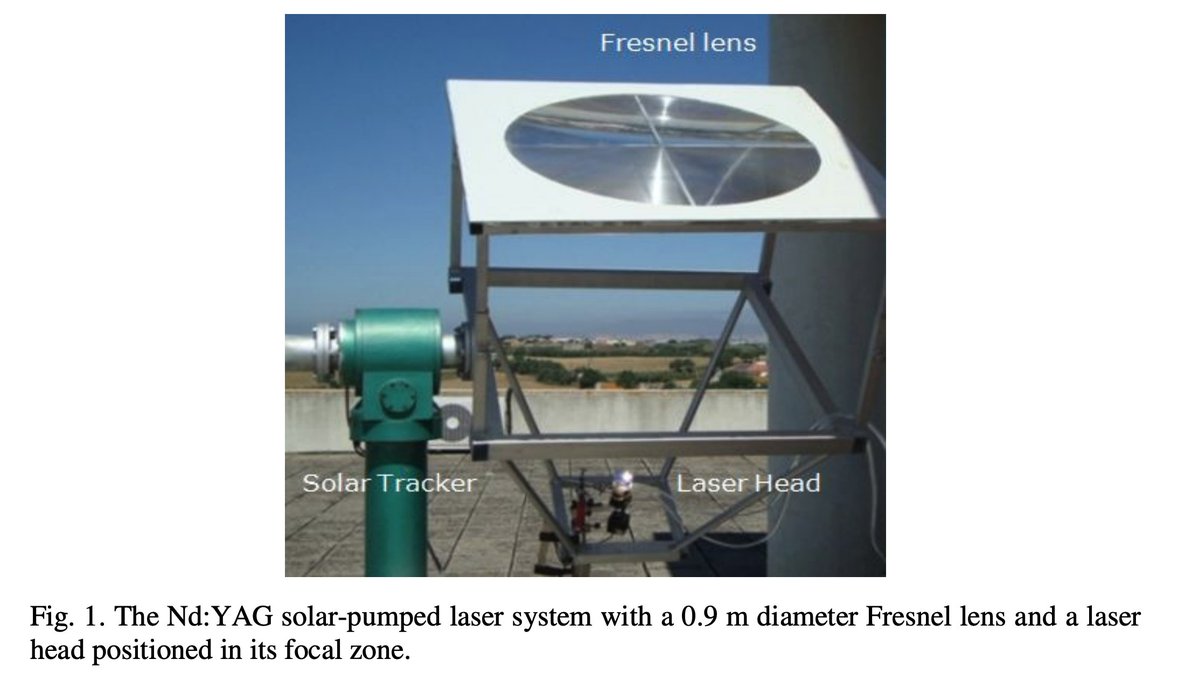 Fresnel lens
Solar Tracker
Laser Head
Fig. 1. The Nd:YAG solar-pumped laser system with a 0.9 m diameter Fresnel lens and a laser
head positioned in its focal zone.